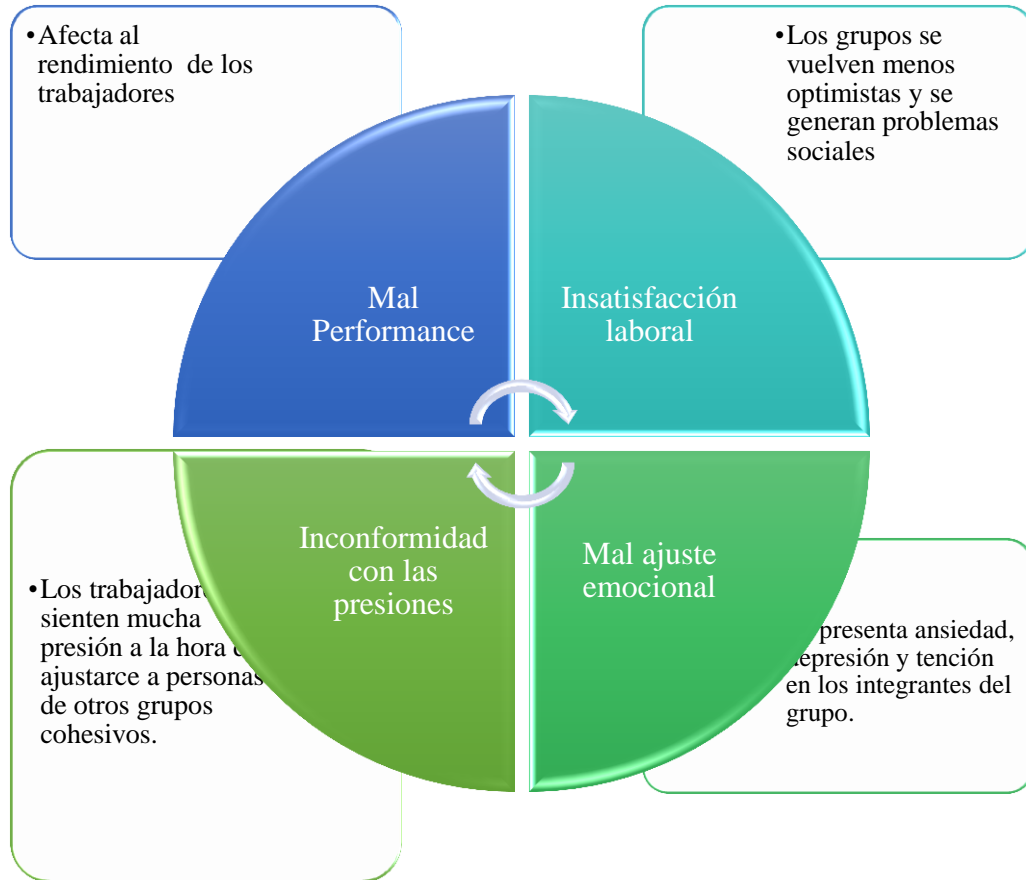 •Afecta al
rendimiento de los
trabajadores
•Los grupos se
vuelven menos
optimistas y se
generan problemas
sociales
Mal
Performance
Insatisfacción
laboral
Inconformidad
con las
presiones
Mal ajuste
emocional
•Los
sienten mucha
presión a la hora
ajustarce a personas
de otros grupos
cohesivos.
presenta ansiedad,
depresión y tención
en los integrantes del
grupo.